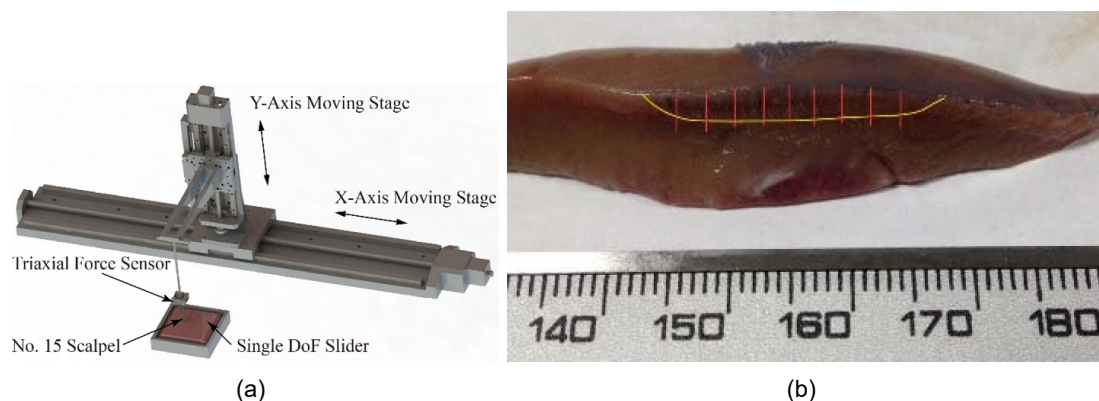 Y-Axis Moving Stage
X-Axis Moving Stage
Triaxial Force Sensor
No. 15 Scalpel
Single DoF Slider
140 150 160 170 180
(a)
(b)